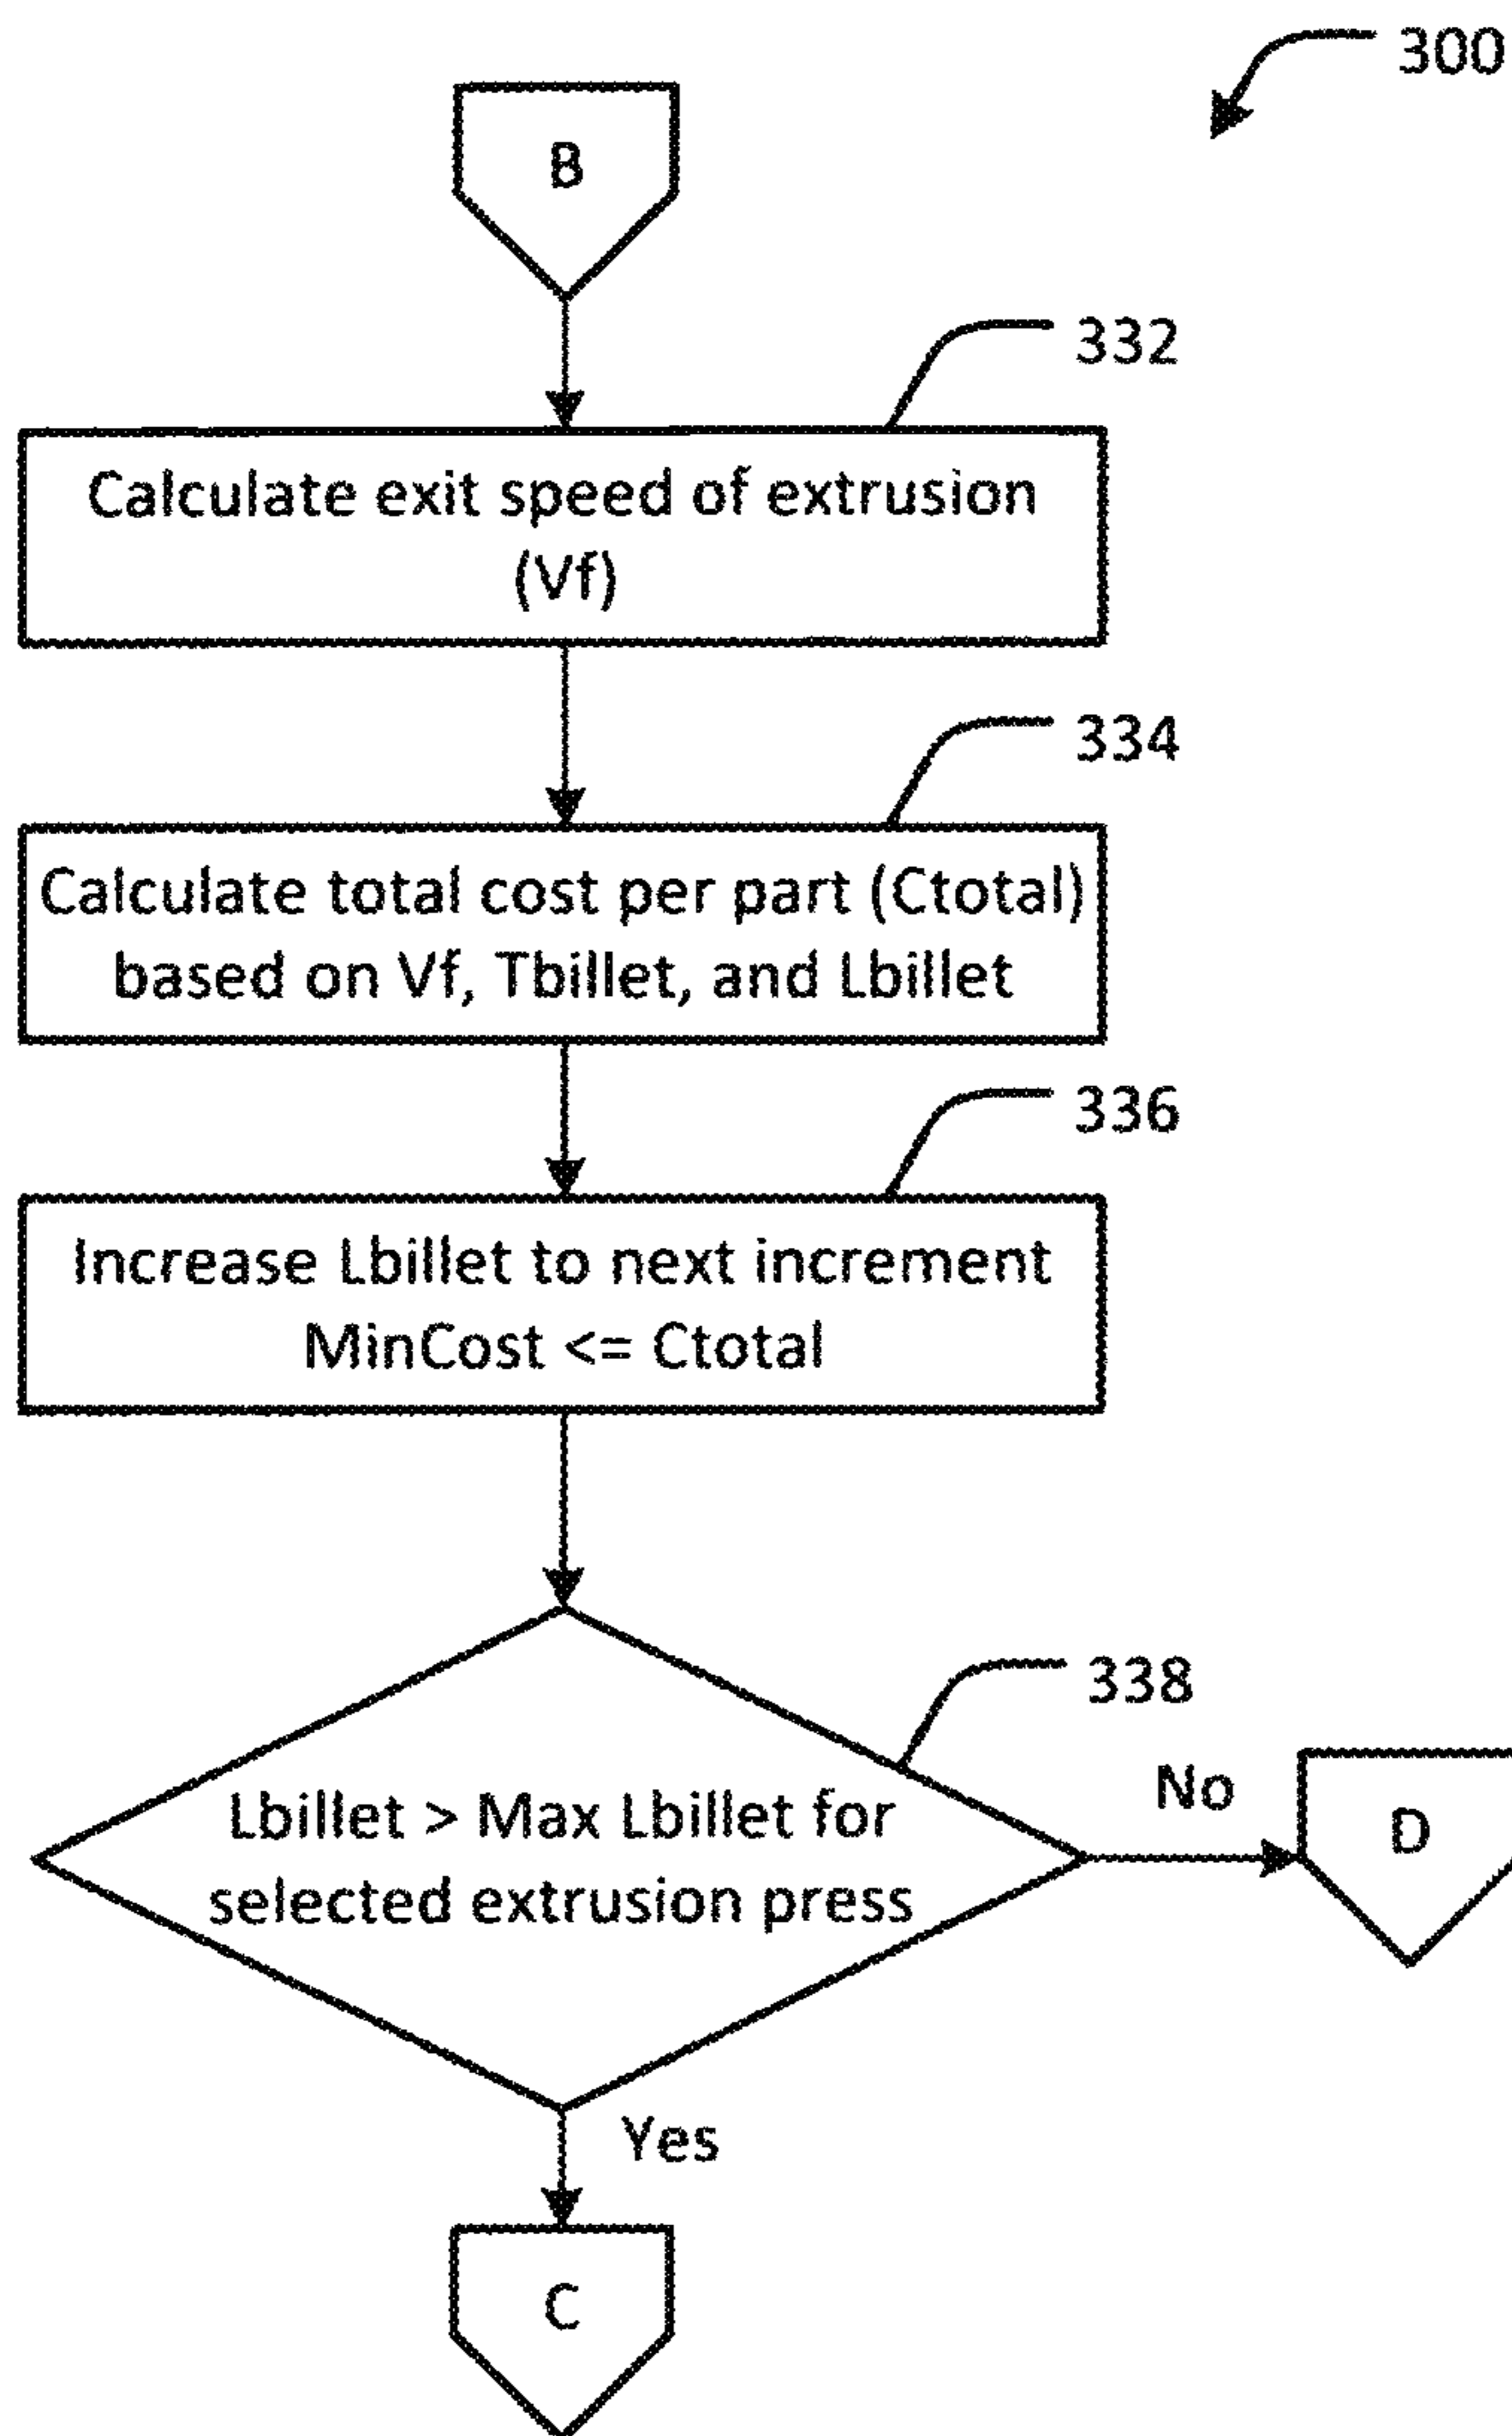 300
B
332
Calculate exit speed of extrusion
(Vf)
334
Calculate total cost per part (Ctotal)
based on Vf, Tbillet, and Lbillet
336
Increase Lbillet to next increment
MinCost <= Ctotal
338
Lbillet > Max Lbillet for
selected extrusion press
No
D
Yes
C